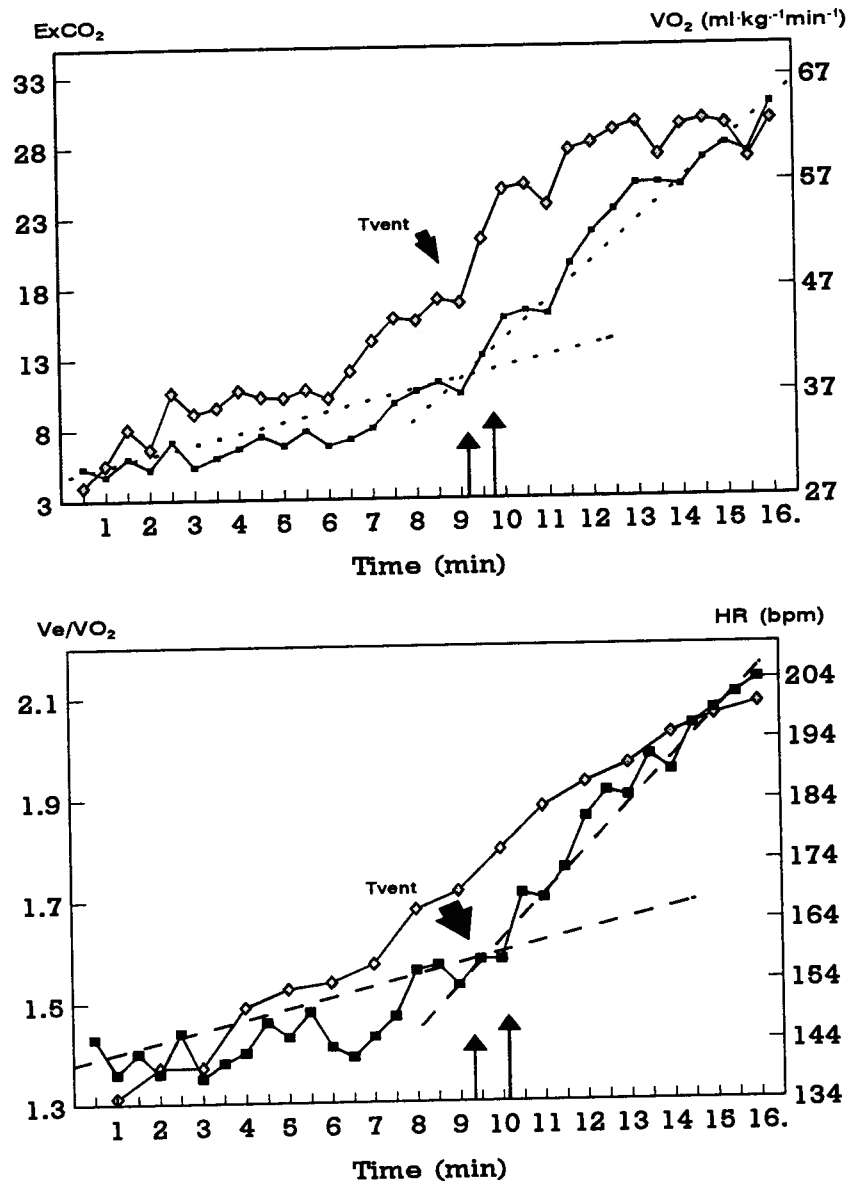 ExCO₂ VO₂ (ml·kg·⁻¹min⁻¹)
33 67
28 57
23
Tvent
18 47
13 37
8
3 27
1 2 3 4 5 6 7 8 9 10 11 12 13 14 15 16.
Time (min)
Ve/VO₂ HR (bpm)
2.1 204
194
1.9 184
174
Tvent
1.7 164
154
1.5 144
1.3 134
1 2 3 4 5 6 7 8 9 10 11 12 13 14 15 16.
Time (min)